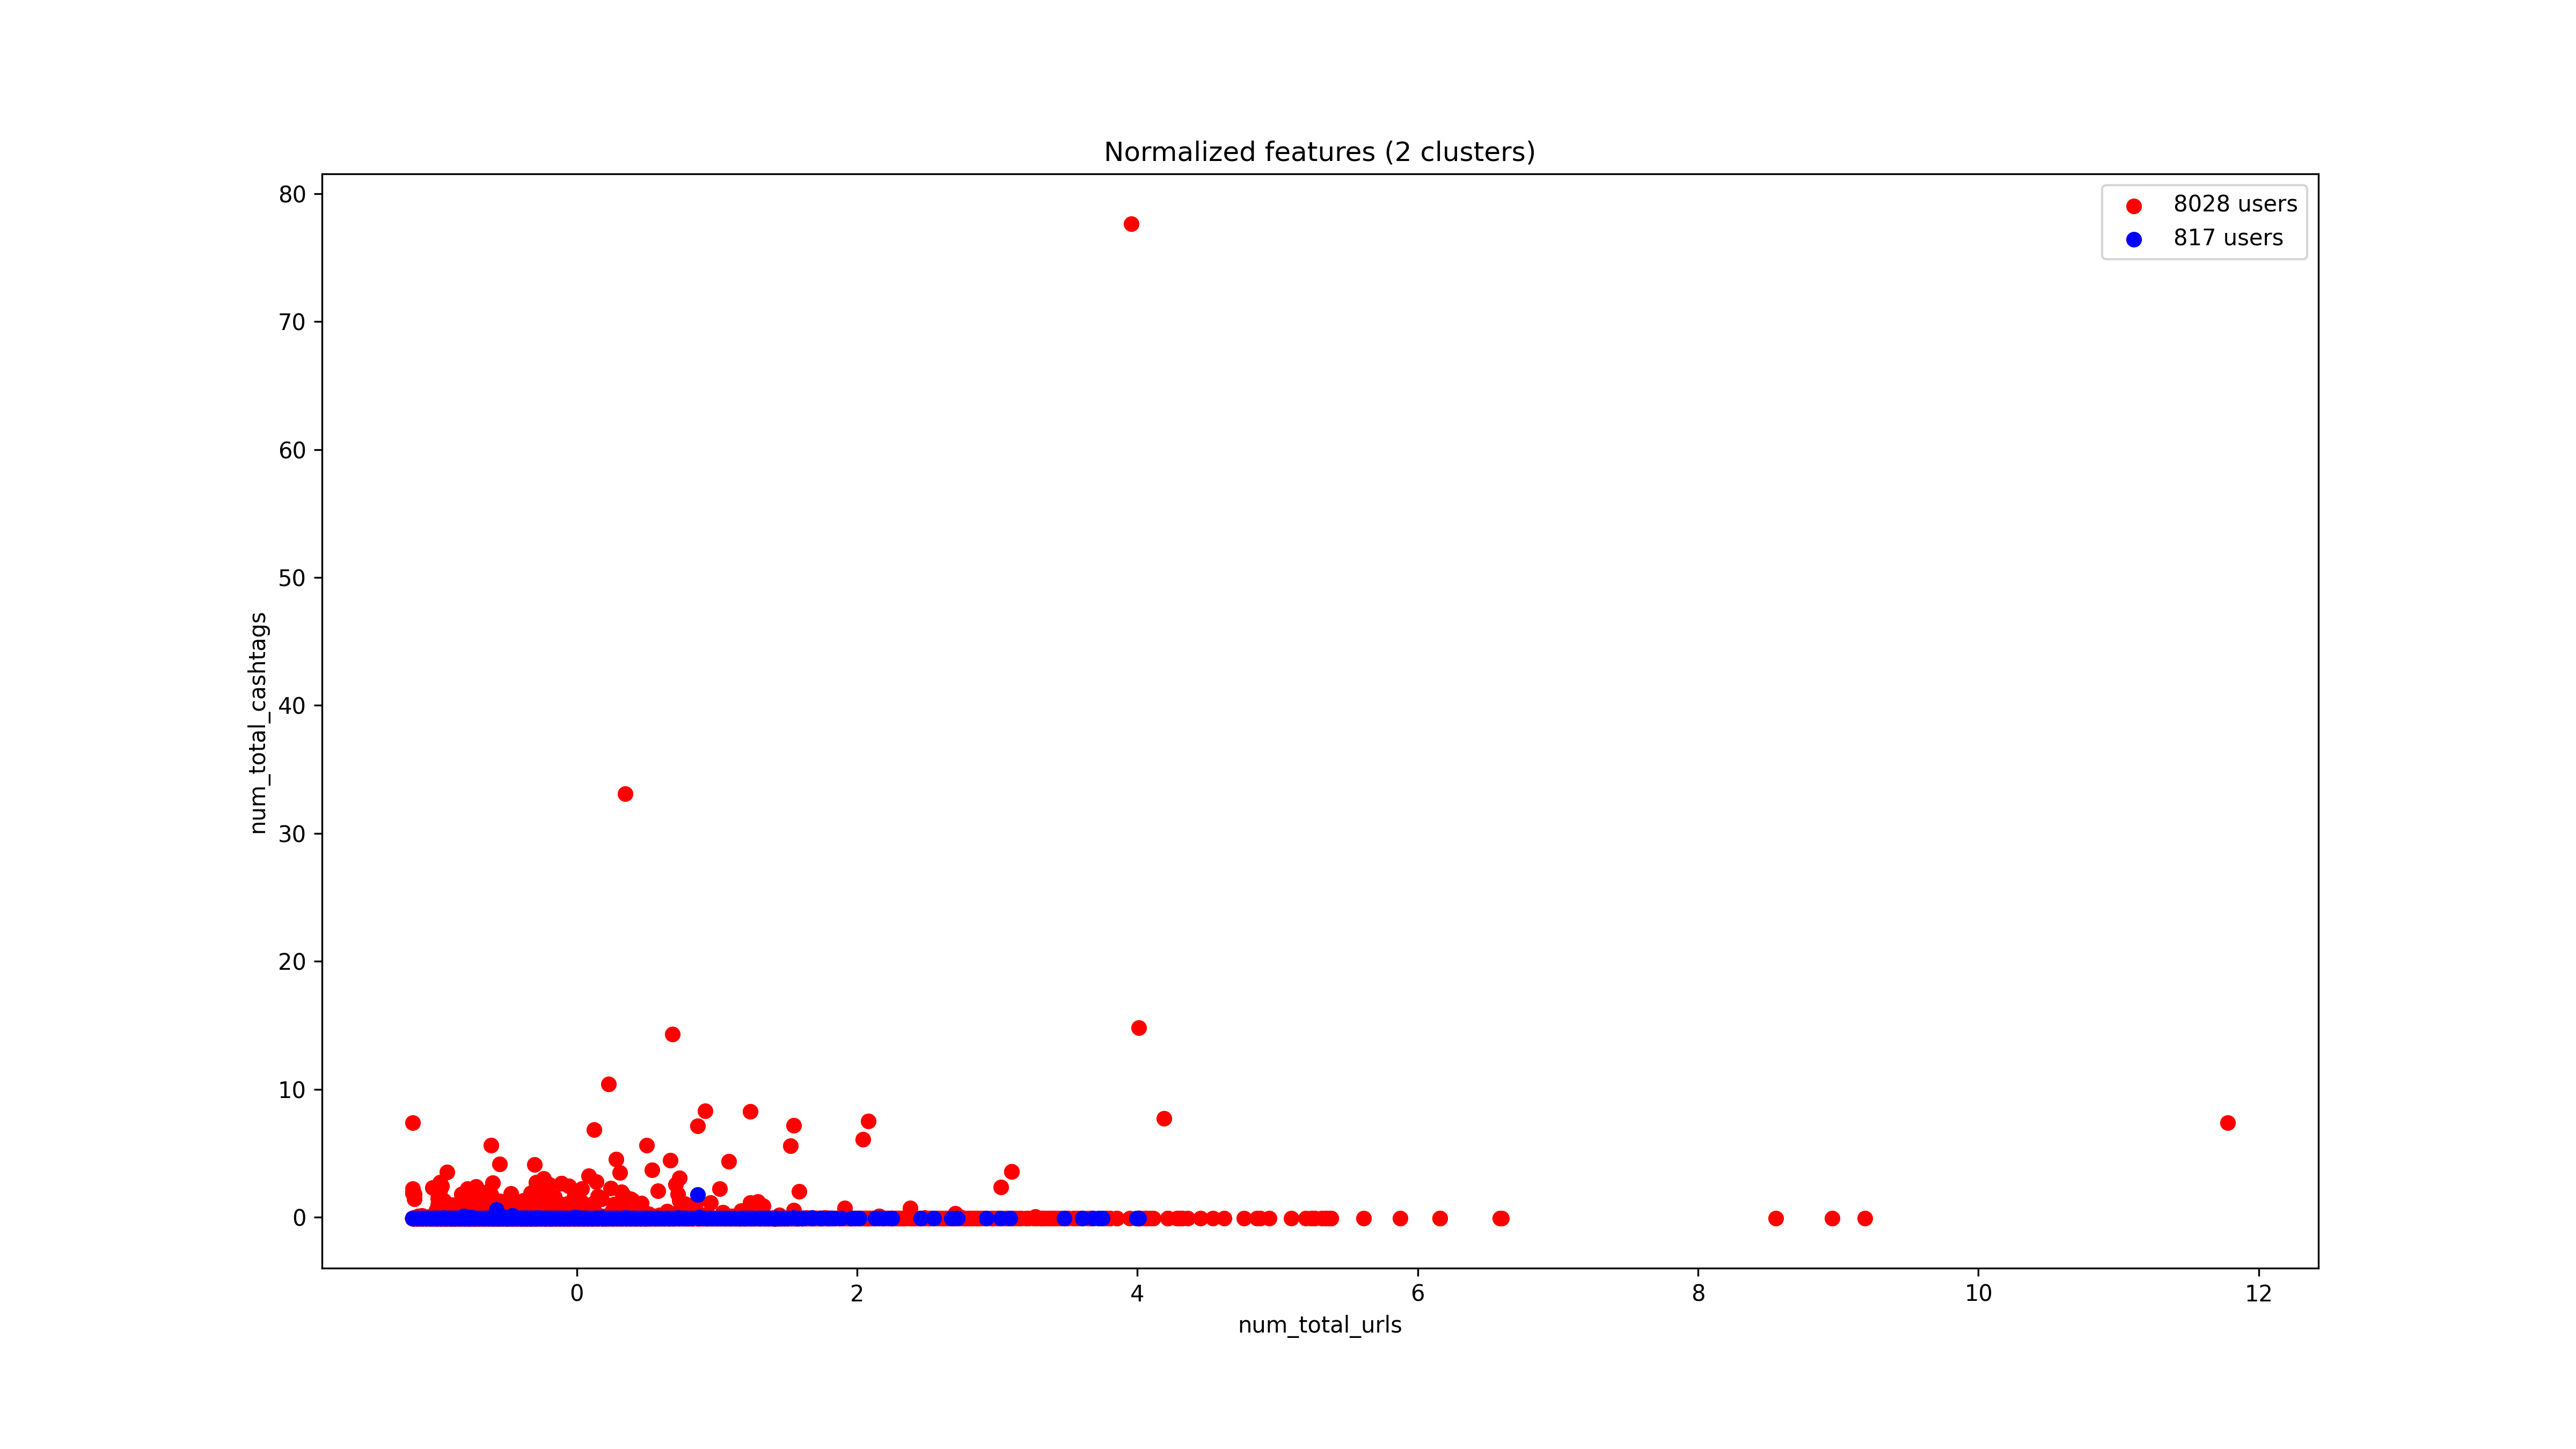 Normalized features (2 clusters)
8028 users
817 users
80
70
60
50
40
30
20
10
0
num_total_cashtags
0 2 4 6 8 10 12
num_total_urls